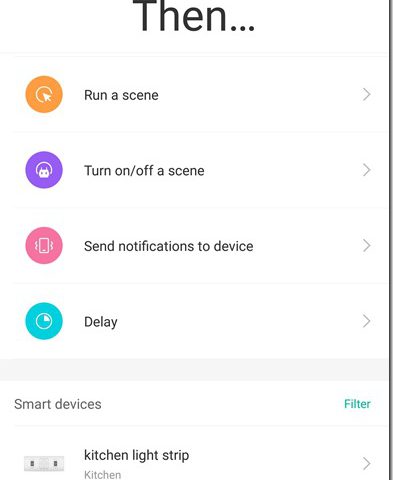 Then...
Run a scene
Turn on/off a scene
Send notifications to device
Delay
Smart devices
Filter
kitchen light strip
Kitchen